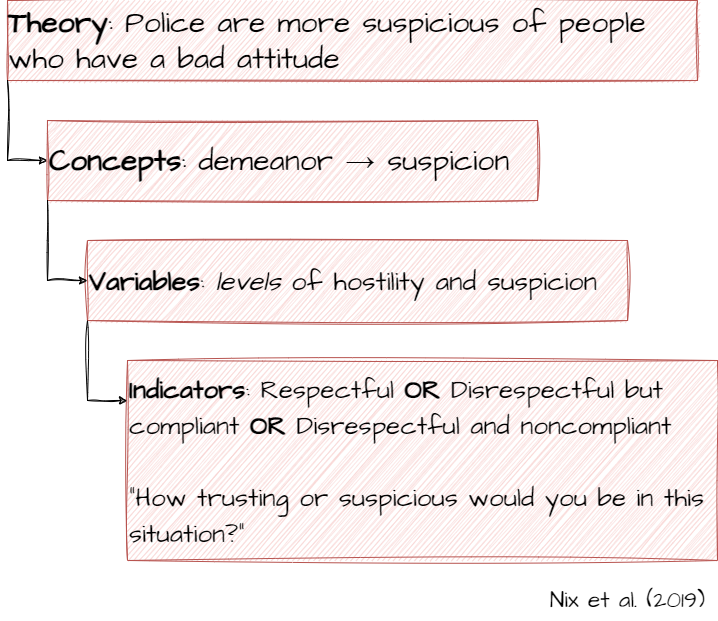 Theory: Police are more suspicious of people
who have a bad attitude
Concepts: demeanor → suspicion
Variables: levels of hostility and suspicion
Indicators: Respectful OR Disrespectful but
compliant OR Disrespectful and noncompliant
"How trusting or suspicious would you be in this
situation?"
Nix et al. (2019)